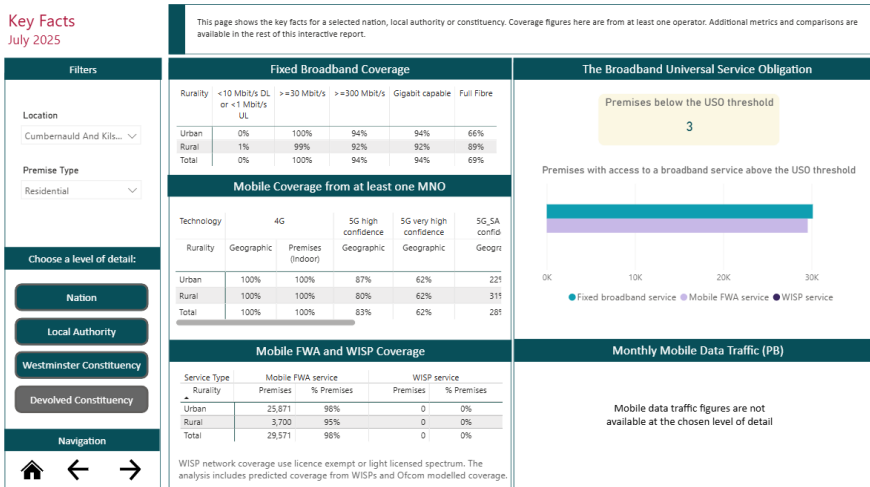 Key Facts
July 2025
This page shows the key facts for a selected nation, local authority or constituency. Coverage figures here are from at least one operator. Additional metrics and comparisons are
available in the rest of this interactive report.
Filters
Location
Cumbernauld And Kils...
Premise Type
Residential
Choose a level of detail:
Nation
Local Authority
Westminster Constituency
Devolved Constituency
Navigation
Fixed Broadband Coverage
Rurality <10 Mbit/s DL or <1 Mbit/s UL >=30 Mbit/s >=300 Mbit/s Gigabit capable Full Fibre
Urban 0% 100% 94% 94% 66%
Rural 1% 99% 92% 92% 89%
Total 0% 100% 94% 94% 69%
Mobile Coverage from at least one MNO
Technology 4G 5G high confidence 5G very high confidence 5G_SA confid
Rurality Geographic Premises (Indoor) Geographic Geographic Geogra
Urban 100% 100% 87% 62% 22%
Rural 100% 100% 80% 62% 31%
Total 100% 100% 83% 62% 28%
Mobile FWA and WISP Coverage
Service Type Mobile FWA service WISP service
Rurality Premises % Premises Premises % Premises
Urban 25,871 98% 0 0%
Rural 3,700 95% 0 0%
Total 29,571 98% 0 0%
WISP network coverage use licence exempt or light licensed spectrum. The
analysis includes predicted coverage from WISPs and Ofcom modelled coverage.
The Broadband Universal Service Obligation
Premises below the USO threshold
3
Premises with access to a broadband service above the USO threshold
0K 10K 20K 30K
Fixed broadband service Mobile FWA service WISP service
Monthly Mobile Data Traffic (PB)
Mobile data traffic figures are not
available at the chosen level of detail